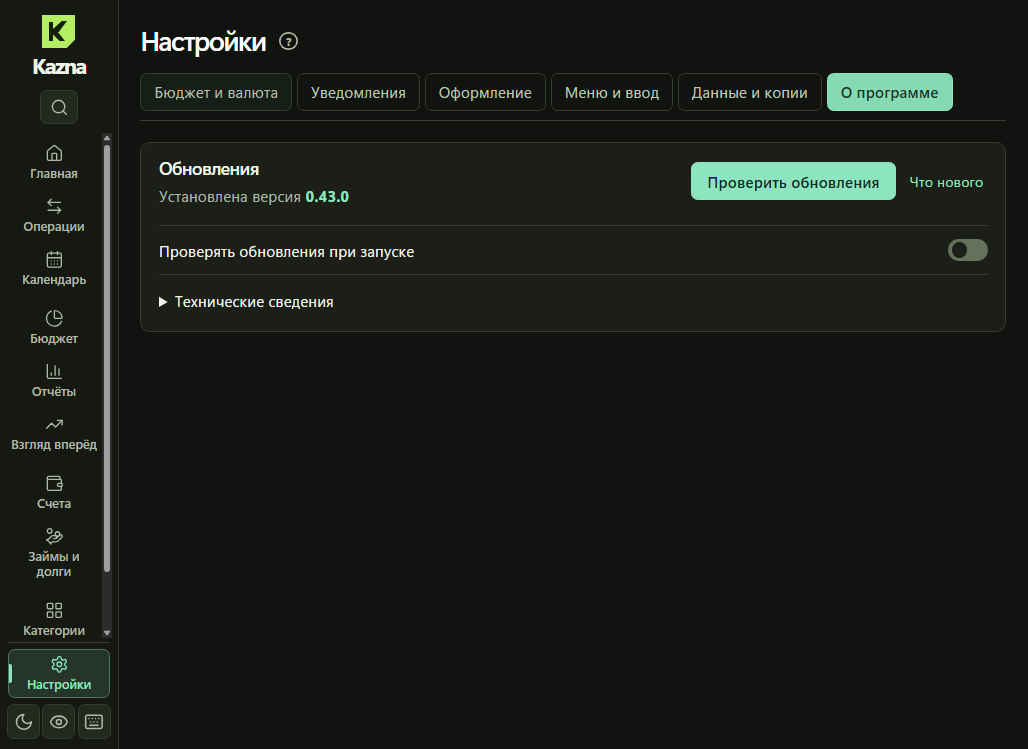 Kazna
Главная
Операции
Календарь
Бюджет
Отчёты
Взгляд вперёд
Счета
Займы и
долги
Категории
Настройки
Настройки ?
Бюджет и валюта Уведомления Оформление Меню и ввод Данные и копии О программе
Обновления
Установлена версия 0.43.0
Проверить обновления Что нового
Проверять обновления при запуске
Технические сведения